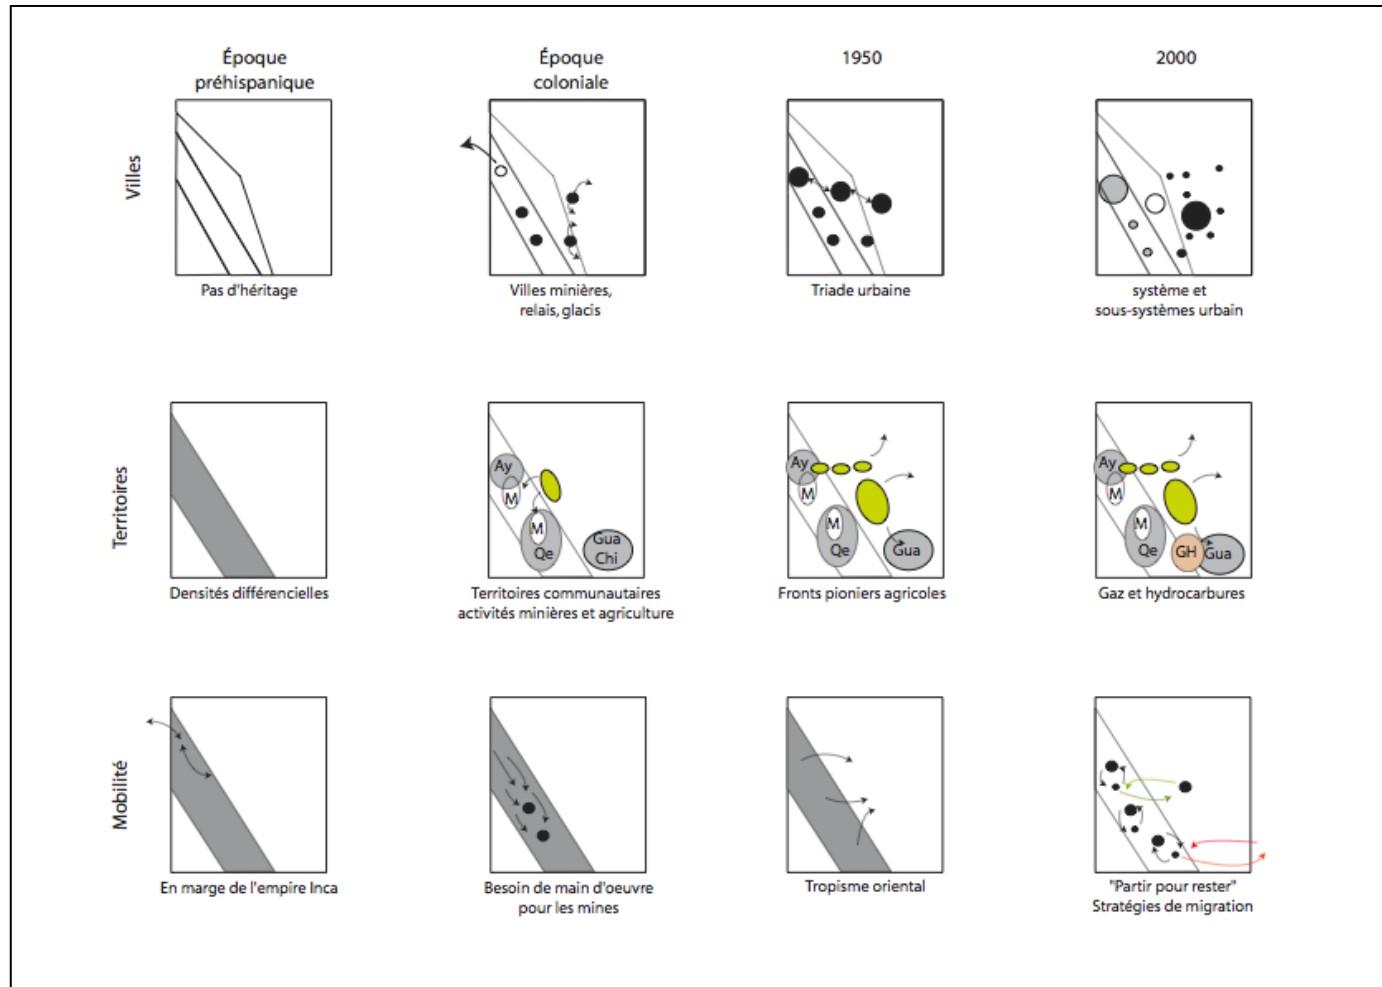 Époque
préhispanique
Époque
coloniale
1950
2000
Villes
Pas d'héritage
Villes minières,
relais, glacis
Triade urbaine
système et
sous-systèmes urbain
Territoires
Ay
M
M
Qe
Gua
Chi
Ay
M
M
Qe
Gua
Ay
M
M
Qe
GH
Gua
Densités différencielles
Territoires communautaires
activités minières et agriculture
Fronts pioniers agricoles
Gaz et hydrocarbures
Mobilité
En marge de l'empire Inca
Besoin de main d'oeuvre
pour les mines
Tropisme oriental
"Partir pour rester"
Stratégies de migration